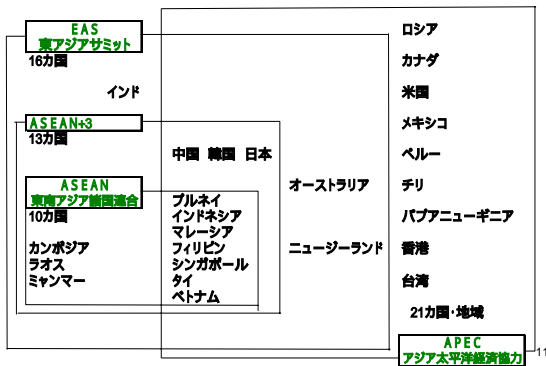 EAS
東アジアサミット
16カ国
インド
ASEAN+3
13カ国
中国 韓国 日本
ASEAN
東南アジア諸国連合
10カ国
カンボジア
ラオス
ミャンマー
ブルネイ
インドネシア
マレーシア
フィリピン
シンガポール
タイ
ベトナム
オーストラリア
ニュージーランド
ロシア
カナダ
米国
メキシコ
ペルー
チリ
パプアニューギニア
香港
台湾
21カ国・地域
APEC
アジア太平洋経済協力
11